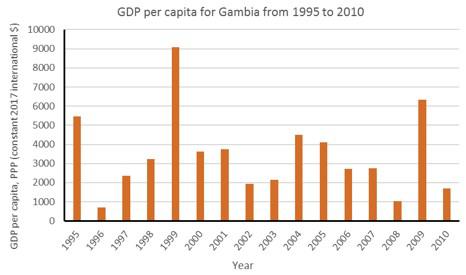 GDP per capita for Gambia from 1995 to 2010
GDP per capita, PPP (constant 2017 international $)
10000
9000
8000
7000
6000
5000
4000
3000
2000
1000
0
1995 1996 1997 1998 1999 2000 2001 2002 2003 2004 2005 2006 2007 2008 2009 2010
Year